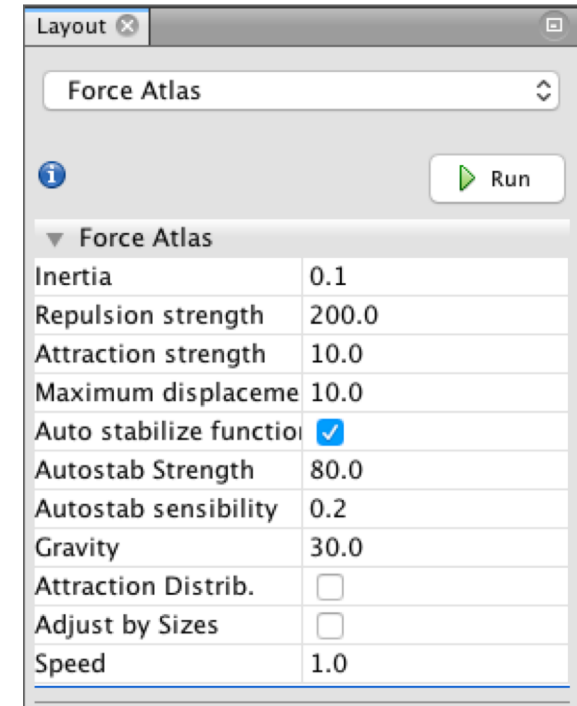 Layout
Force Atlas
Run
Force Atlas
Inertia 0.1
Repulsion strength 200.0
Attraction strength 10.0
Maximum displaceme 10.0
Auto stabilize functio
Autostab Strength 80.0
Autostab sensibility 0.2
Gravity 30.0
Attraction Distrib.
Adjust by Sizes
Speed 1.0